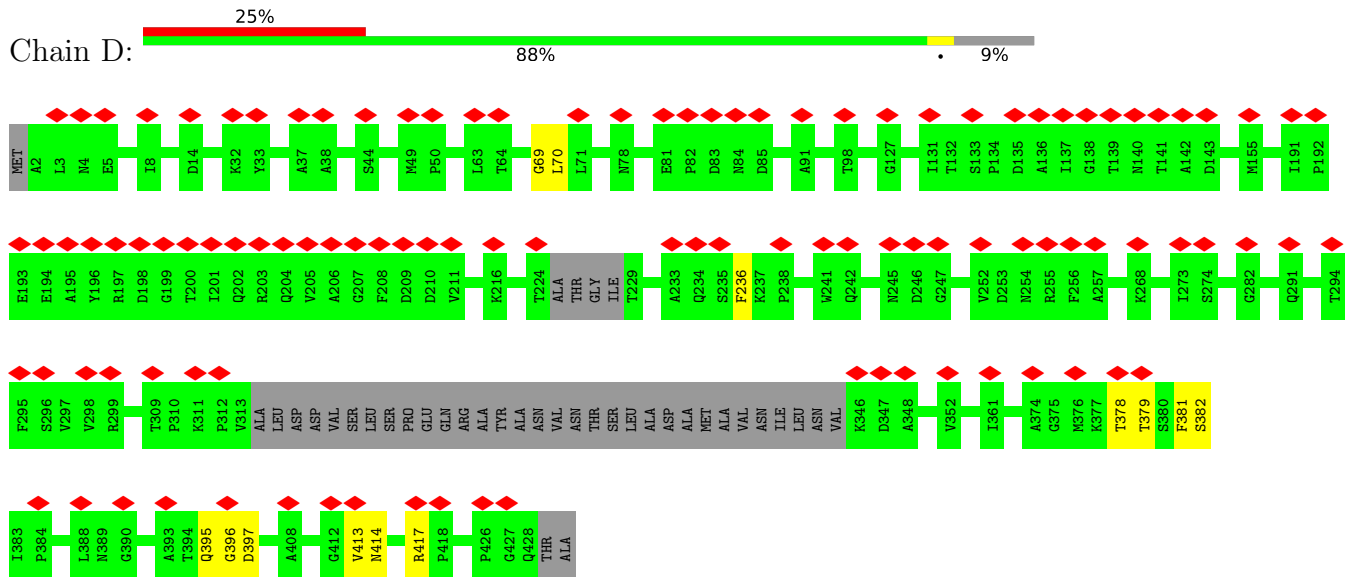 25%
Chain D:
88% • 9%
MET A2 L3 N4 E5 I8 D14 K32 Y33 A37 A38 S44 M49 P50 L63 T64 G69 L70 L71 N78 E81 P82 D83 N84 D85 A91 T98 G127 I131 T132 S133 P134 D135 A136 I137 G138 T139 N140 T141 A142 D143 M155 I191 P192
E193 E194 A195 Y196 R197 D198 G199 T200 I201 Q202 R203 Q204 V205 A206 G207 F208 D209 D210 V211 K216 T224 ALA THR GLY ILE T229 A233 Q234 S235 F236 K237 P238 W241 Q242 N245 D246 G247 V252 D253 N254 R255 F256 A257 K268 I273 S274 G282 Q291 T294
F295 S296 V297 V298 R299 T309 P310 K311 P312 V313 ALA LEU ASP ASP VAL SER LEU SER PRO GLU GLN ARG ALA TYR ALA ASN VAL ASN THR SER LEU ALA ASP ALA MET ALA VAL ASN ILE LEU ASN VAL K346 D347 A348 V352 I361 A374 G375 M376 K377 T378 T379 S380 F381 S382
I383 P384 L388 N389 G390 A393 T394 Q395 G396 D397 A408 G412 V413 N414 R417 P418 P426 G427 Q428 THR ALA